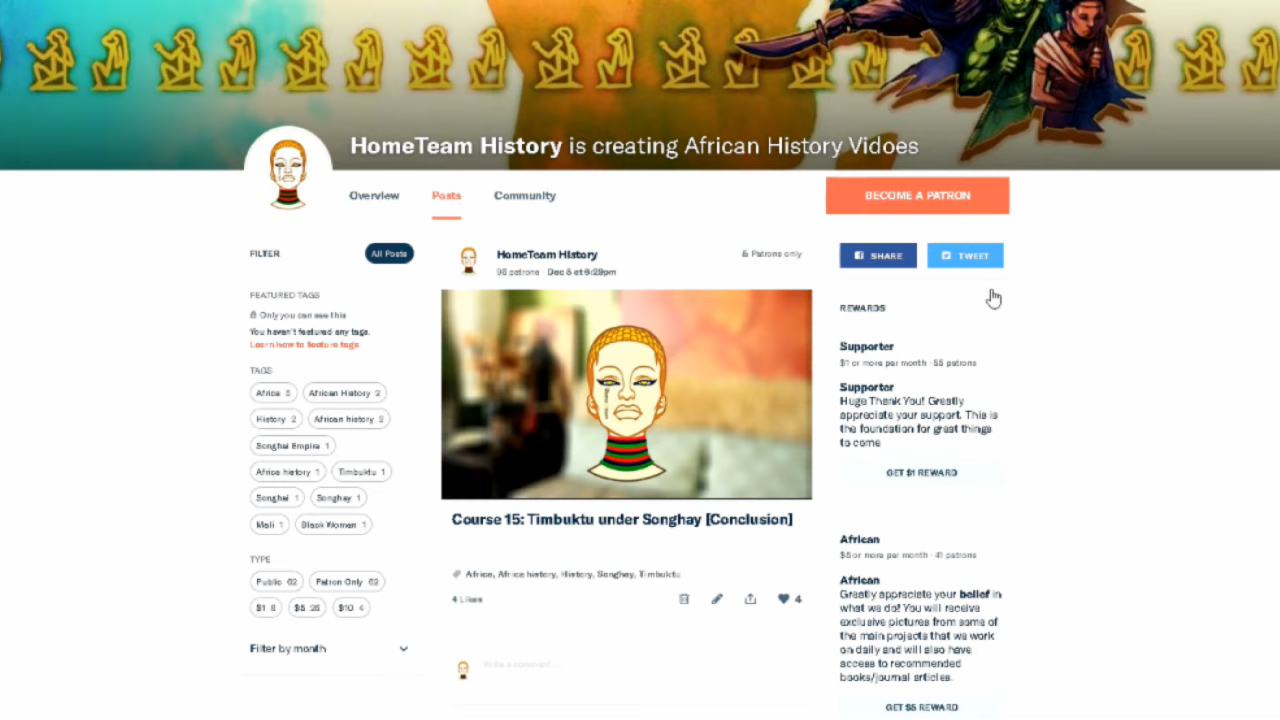 HomeTeam History is creating African History Vidoes
Overview
Posts
Community
BECOME A PATRON
FILTER
All Posts
FEATURED TAGS
Only you can see this
You haven't featured any tags.
Learn how to feature tags
TAGS
Africa 5
African History 2
History 2
African history 2
Songhai Empire 1
Africa history 1
Timbuktu 1
Songhai 1
Songhay 1
Mali 1
Black Women 1
TYPE
Public 62
Patron Only 62
$1 8
$5 26
$10 4
Filter by month
HomeTeam History
Patrons only
96 patrons Dec 5 at 6:29pm
Course 15: Timbuktu under Songhay [Conclusion]
Africa, Africa history, History, Songhay, Timbuktu
4 Likes
4
Write a comment...
SHARE
TWEET
REWARDS
Supporter
$1 or more per month · 55 patrons
Supporter
Huge Thank You! Greatly
appreciate your support. This is
the foundation for great things
to come
GET $1 REWARD
African
$5 or more per month · 41 patrons
African
Greatly appreciate your belief in
what we do! You will receive
exclusive pictures from some of
the main projects that we work
on daily and will also have
access to recommended
books/journal articles.
GET $5 REWARD